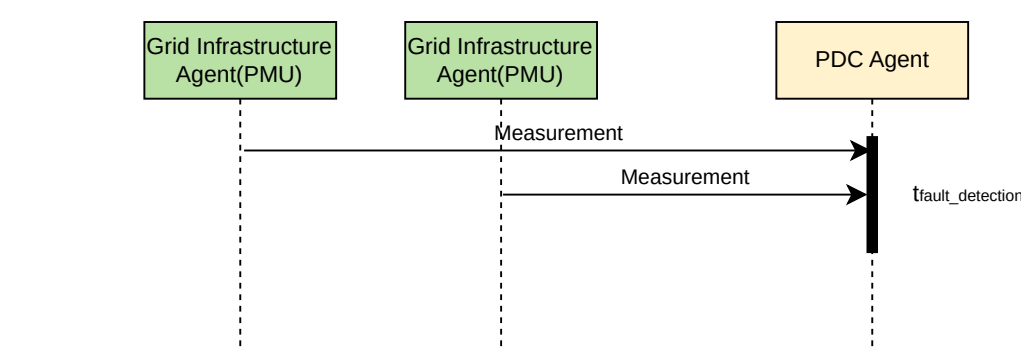 Grid Infrastructure
Agent(PMU)
Grid Infrastructure
Agent(PMU)
PDC Agent
Measurement
Measurement
tfault_detection